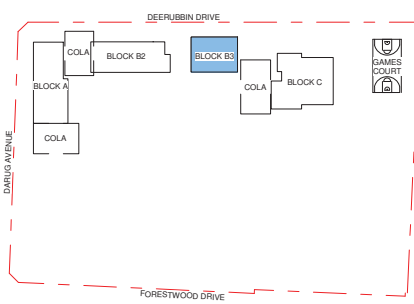 DEERUBBIN DRIVE
COLA
BLOCK B2
BLOCK B3
GAMES
COURT
BLOCK A
COLA
BLOCK C
COLA
DARUG AVENUE
FORESTWOOD DRIVE